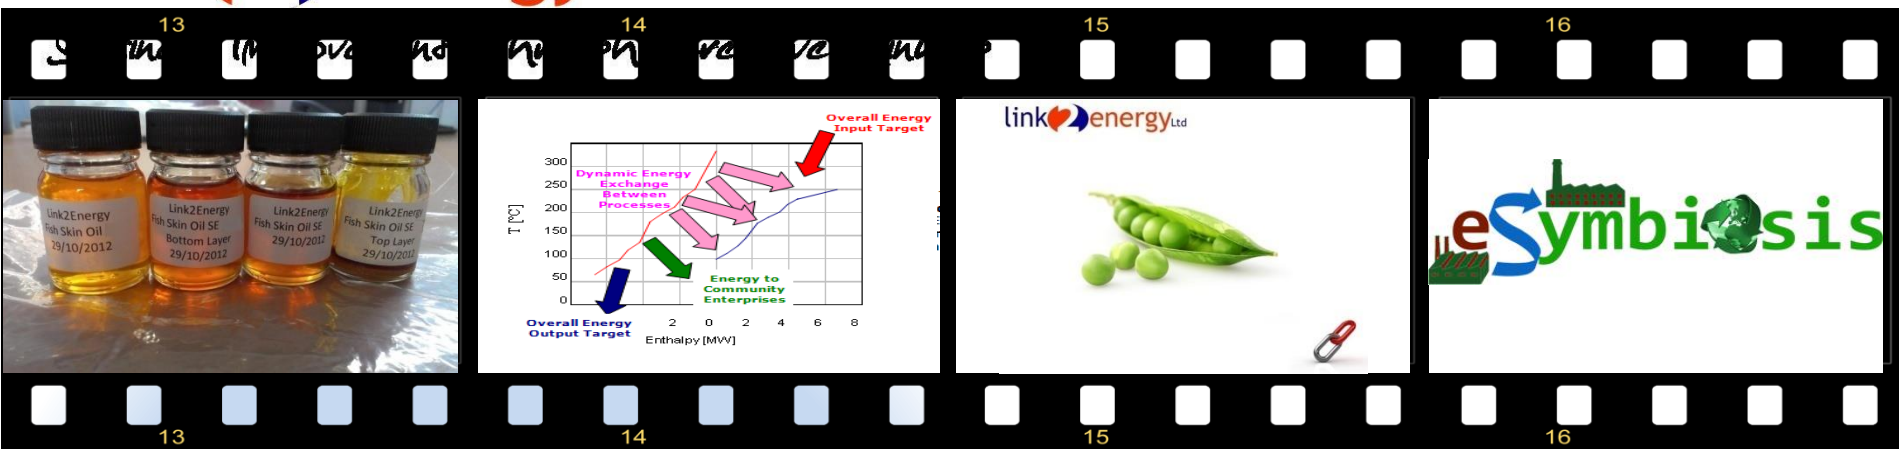 13
14
15
16
Link2Energy
Fish Skin Oil
29/10/2012
Link2Energy
Fish Skin Oil SE
Bottom Layer
29/10/2012
Link2Energy
Fish Skin Oil SE
29/10/2012
Link2Energy
Fish Skin Oil SE
Top Layer
29/10/2012
Overall Energy
Input Target
Dynamic Energy
Exchange
Between
Processes
T [°C]
300
250
200
150
100
50
0
Energy to
Community
Enterprises
Overall Energy
Output Target
2 0 2 4 6 8
Enthalpy [MW]
link2energy Ltd
eSymbiosis
13
14
15
16